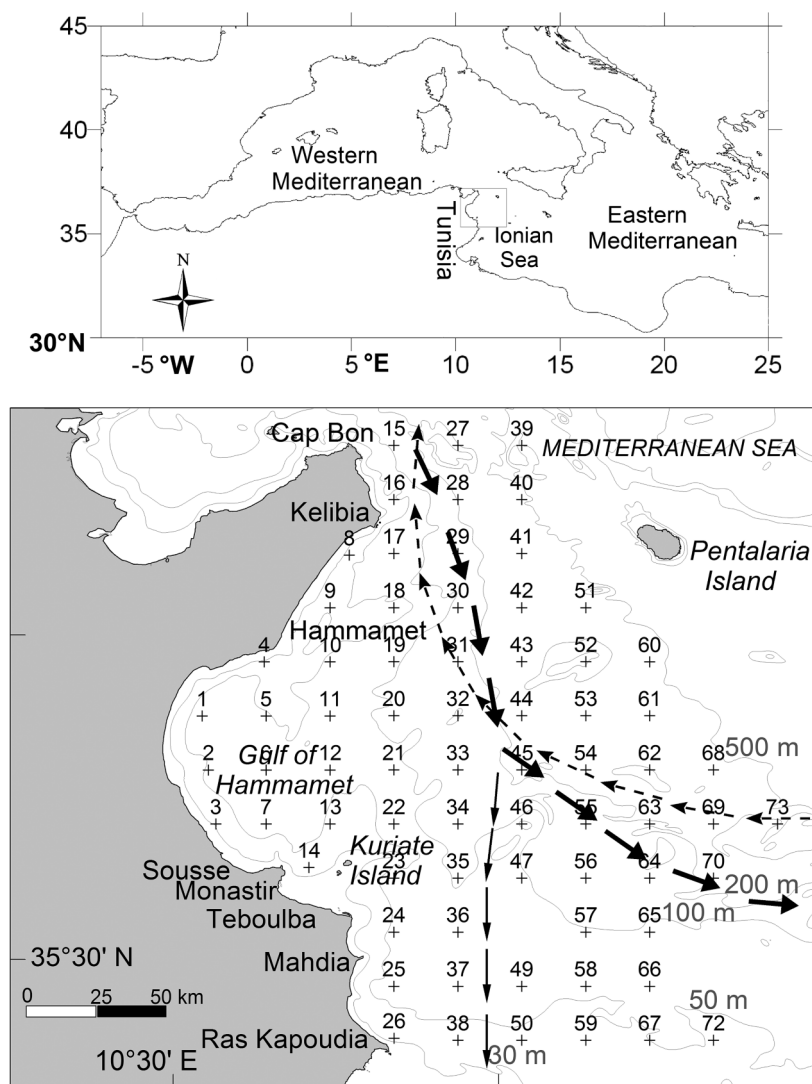 45
40
Western
Mediterranean
Tunisia
Eastern
Mediterranean
35
Ionian
Sea
N
30°N
-5 °W 0 5 °E 10 15 20 25
Cap Bon 15 27 39
MEDITERRANEAN SEA
16 28 40
Kelibia
8 17 29 41
Pentalaria
Island
9 18 30 42 51
Hammamet
4 10 19 31 43 52 60
1 5 11 20 32 44 53 61
500 m
2 6 12 21 33 45 54 62 68
Gulf of
Hammamet
3 7 13 22 34 46 55 63 69 73
14 Kuriate
Island
23 35 47 56 64 70
Sousse
Monastir
200 m
Teboulba 24 36 57 65 100 m
Mahdia 25 37 49 58 66
35°30' N
0 25 50 km
50 m
Ras Kapoudia 26 38 50 59 67 72
10°30' E
30 m